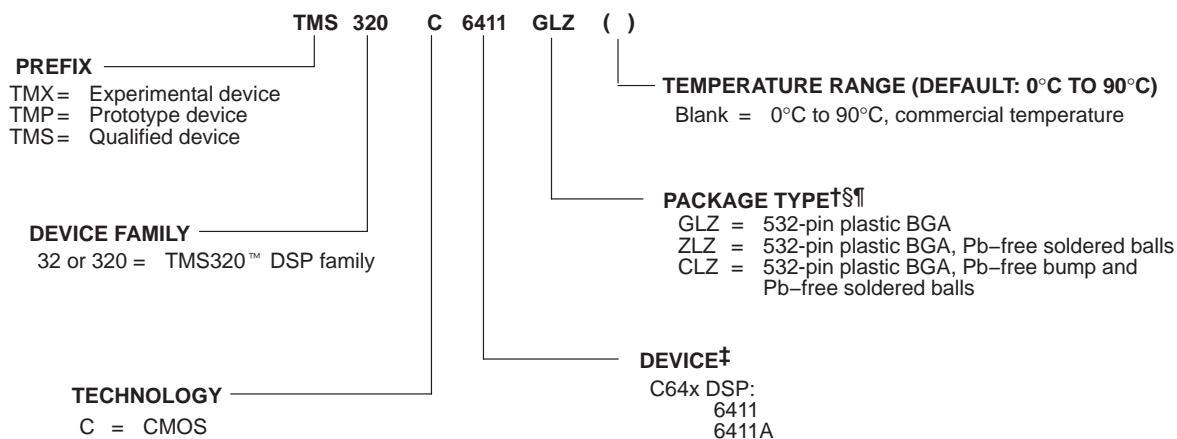 TMS 320 C 6411 GLZ ( )
PREFIX
TMX = Experimental device
TMP = Prototype device
TMS = Qualified device
TEMPERATURE RANGE (DEFAULT: 0°C TO 90°C)
Blank = 0°C to 90°C, commercial temperature
PACKAGE TYPE†§¶
GLZ = 532-pin plastic BGA
ZLZ = 532-pin plastic BGA, Pb−free soldered balls
CLZ = 532-pin plastic BGA, Pb−free bump and
Pb−free soldered balls
DEVICE FAMILY
32 or 320 = TMS320™ DSP family
DEVICE‡
C64x DSP:
6411
6411A
TECHNOLOGY
C = CMOS